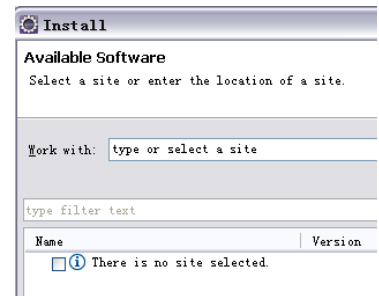 Install
Available Software
Select a site or enter the location of a site.
Work with: type or select a site
type filter text
Name Version
There is no site selected.